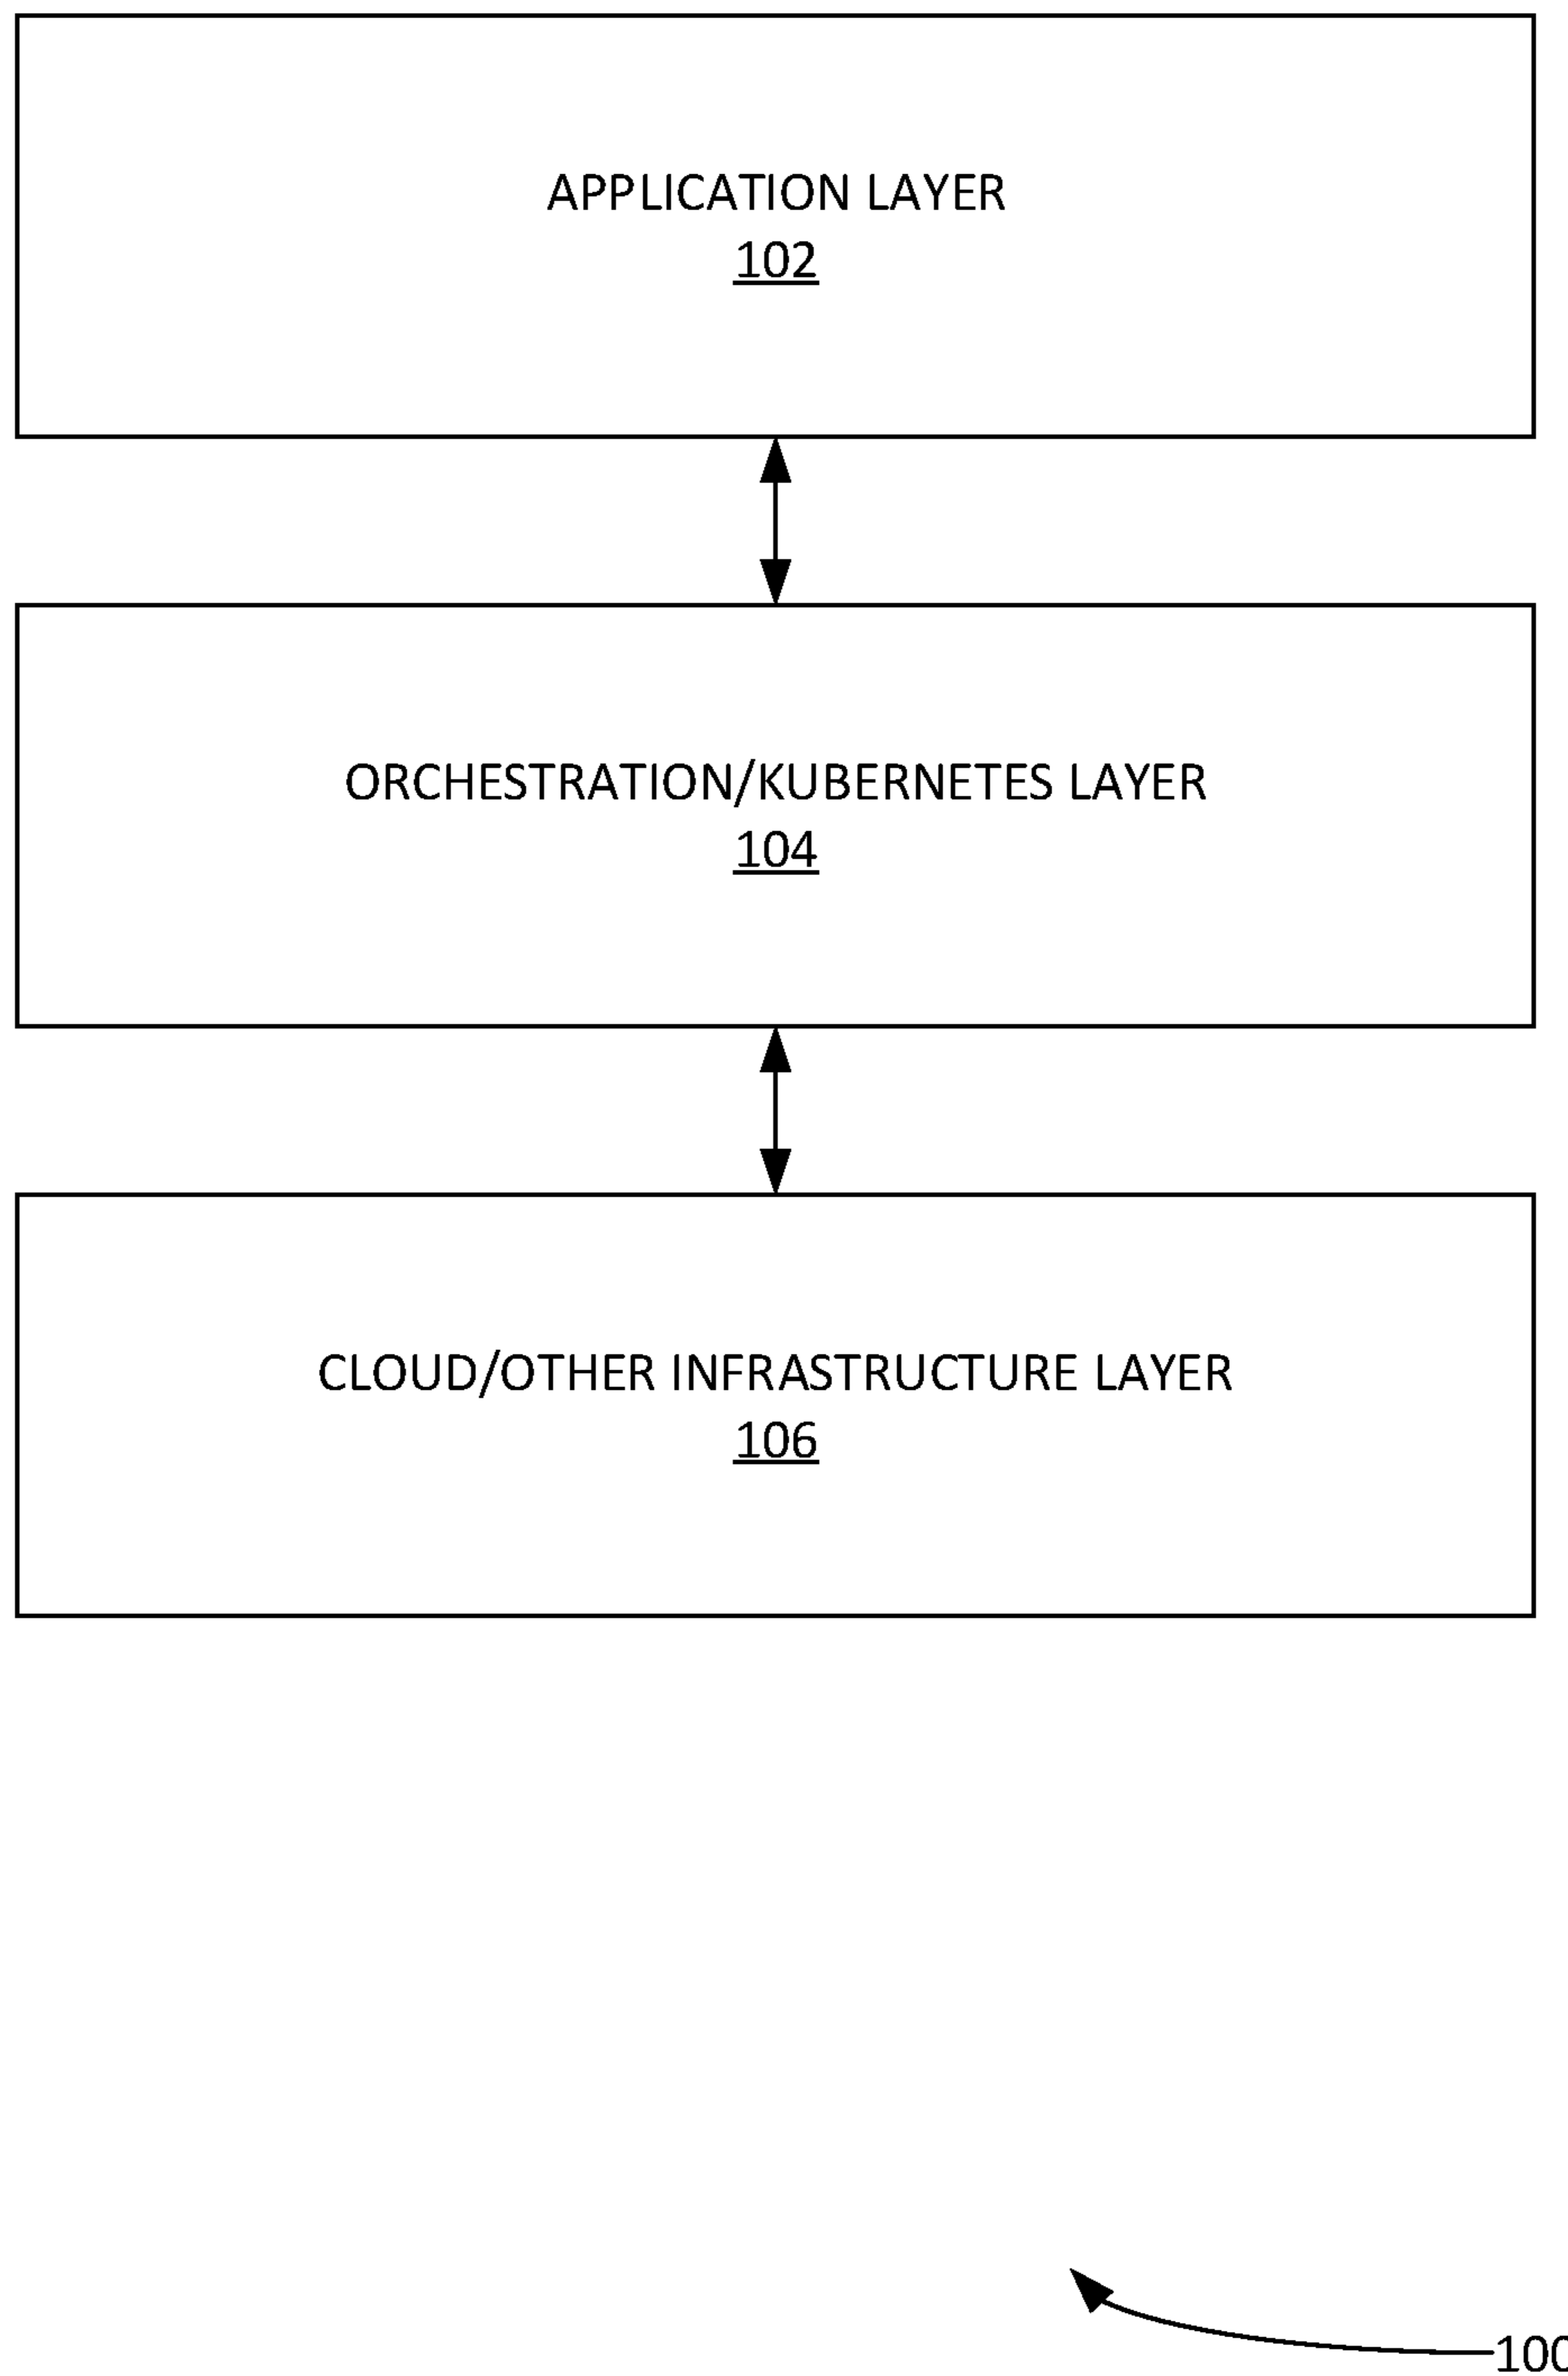 APPLICATION LAYER
102
ORCHESTRATION/KUBERNETES LAYER
104
CLOUD/OTHER INFRASTRUCTURE LAYER
106
100